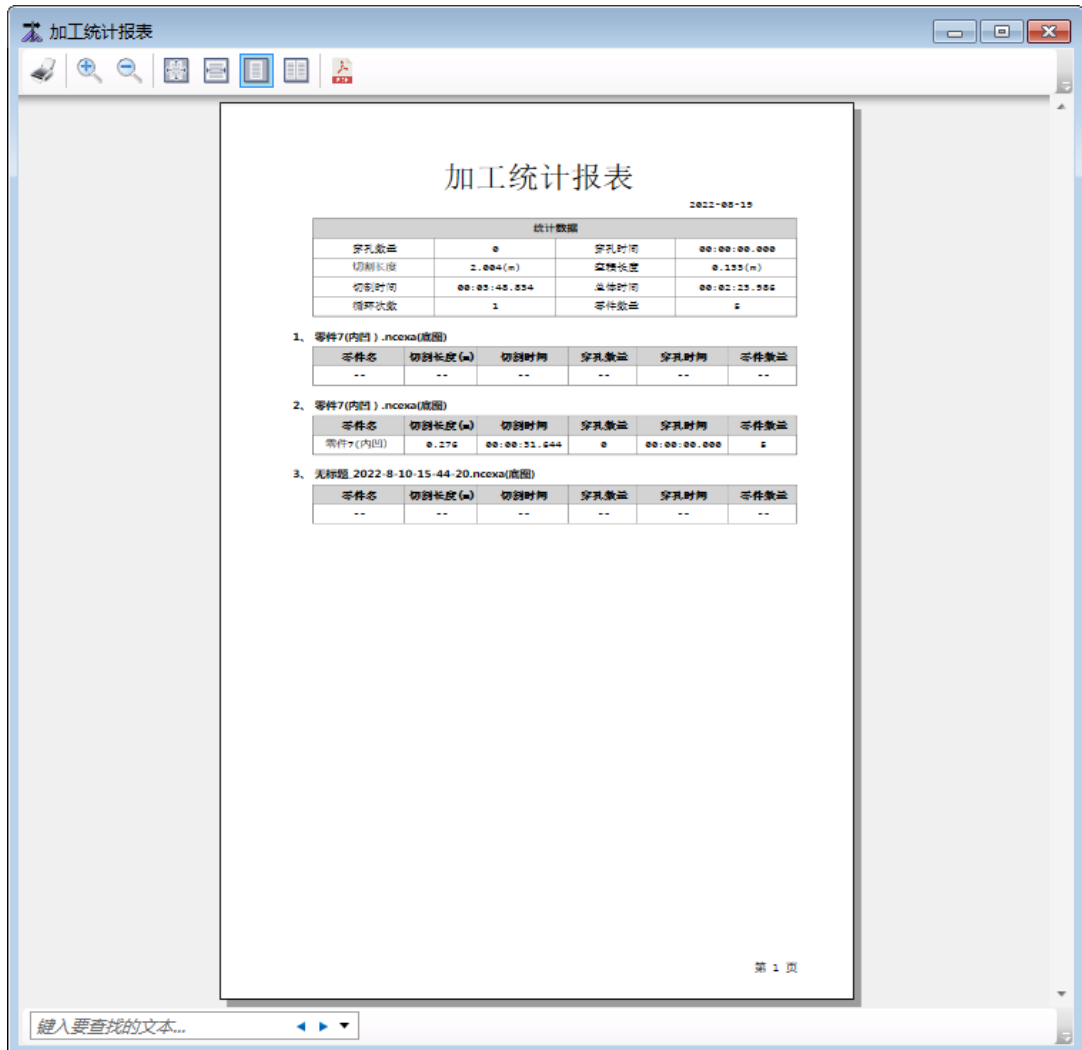 加工统计报表
加工统计报表
2022-08-19
统计数据
穿孔数量 0 穿孔时间 00:00:00.000
切割长度 2.004(m) 空移长度 0.133(m)
切割时间 00:03:48.834 总体时间 00:02:23.986
循环次数 1 零件数量 6
1、 零件7(内凹 ) .ncexa(底图)
零件名 切割长度(m) 切割时间 穿孔数量 穿孔时间 零件数量
-- -- -- -- -- --
2、 零件7(内凹 ) .ncexa(底图)
零件名 切割长度(m) 切割时间 穿孔数量 穿孔时间 零件数量
零件7(内凹) 0.276 00:00:31.644 0 00:00:00.000 6
3、 无标题_2022-8-10-15-44-20.ncexa(底图)
零件名 切割长度(m) 切割时间 穿孔数量 穿孔时间 零件数量
-- -- -- -- -- --
第 1 页
键入要查找的文本...